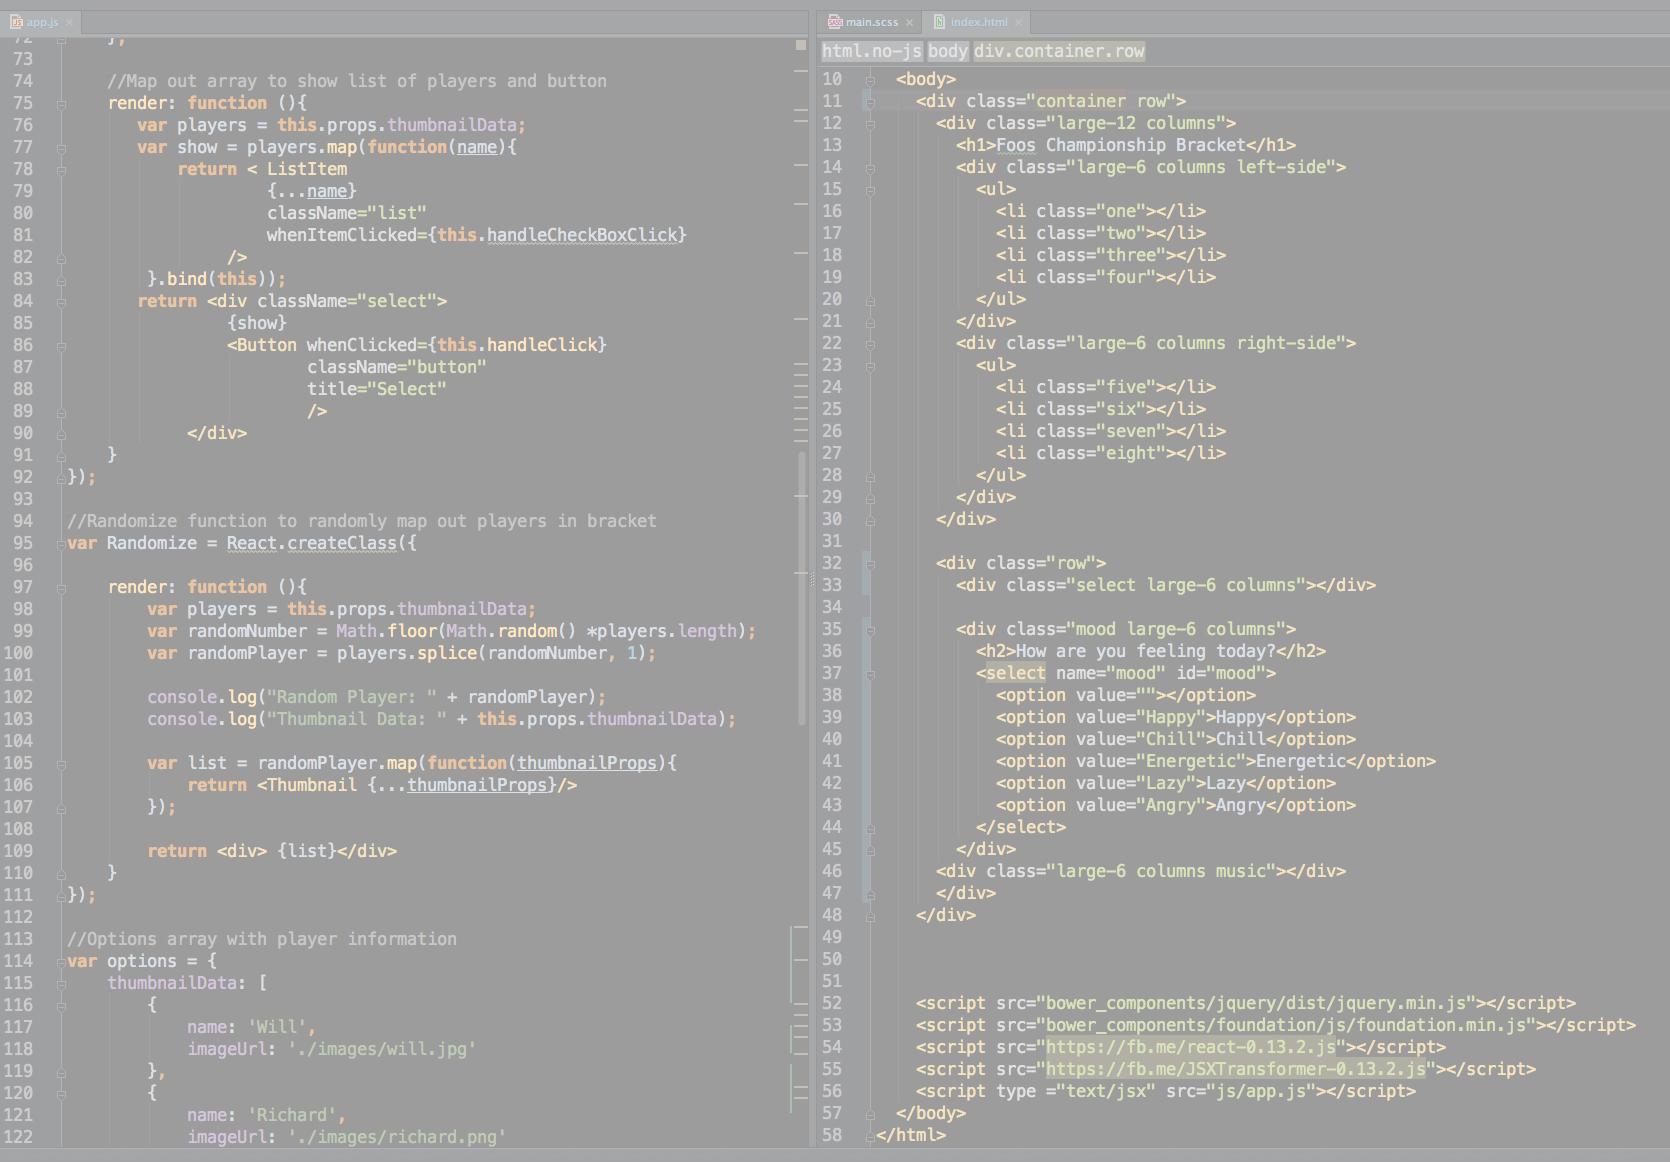 app.js ×
72 };
73
74 //Map out array to show list of players and button
75 render: function (){
76 var players = this.props.thumbnailData;
77 var show = players.map(function(name){
78 return < ListItem
79 {...name}
80 className="list"
81 whenItemClicked={this.handleCheckBoxClick}
82 />
83 }.bind(this));
84 return <div className="select">
85 {show}
86 <Button whenClicked={this.handleClick}
87 className="button"
88 title="Select"
89 />
90 </div>
91 }
92 });
93
94 //Randomize function to randomly map out players in bracket
95 var Randomize = React.createClass({
96
97 render: function (){
98 var players = this.props.thumbnailData;
99 var randomNumber = Math.floor(Math.random() *players.length);
100 var randomPlayer = players.splice(randomNumber, 1);
101
102 console.log("Random Player: " + randomPlayer);
103 console.log("Thumbnail Data: " + this.props.thumbnailData);
104
105 var list = randomPlayer.map(function(thumbnailProps){
106 return <Thumbnail {...thumbnailProps}/>
107 });
108
109 return <div> {list}</div>
110 }
111 });
112
113 //Options array with player information
114 var options = {
115 thumbnailData: [
116 {
117 name: 'Will',
118 imageUrl: './images/will.jpg'
119 },
120 {
121 name: 'Richard',
122 imageUrl: './images/richard.png'
main.scss × index.html ×
html.no-js body div.container.row
10 <body>
11 <div class="container row">
12 <div class="large-12 columns">
13 <h1>Foos Championship Bracket</h1>
14 <div class="large-6 columns left-side">
15 <ul>
16 <li class="one"></li>
17 <li class="two"></li>
18 <li class="three"></li>
19 <li class="four"></li>
20 </ul>
21 </div>
22 <div class="large-6 columns right-side">
23 <ul>
24 <li class="five"></li>
25 <li class="six"></li>
26 <li class="seven"></li>
27 <li class="eight"></li>
28 </ul>
29 </div>
30 </div>
31
32 <div class="row">
33 <div class="select large-6 columns"></div>
34
35 <div class="mood large-6 columns">
36 <h2>How are you feeling today?</h2>
37 <select name="mood" id="mood">
38 <option value=""></option>
39 <option value="Happy">Happy</option>
40 <option value="Chill">Chill</option>
41 <option value="Energetic">Energetic</option>
42 <option value="Lazy">Lazy</option>
43 <option value="Angry">Angry</option>
44 </select>
45 </div>
46 <div class="large-6 columns music"></div>
47 </div>
48 </div>
49
50
51
52 <script src="bower_components/jquery/dist/jquery.min.js"></script>
53 <script src="bower_components/foundation/js/foundation.min.js"></script>
54 <script src="https://fb.me/react-0.13.2.js"></script>
55 <script src="https://fb.me/JSXTransformer-0.13.2.js"></script>
56 <script type ="text/jsx" src="js/app.js"></script>
57 </body>
58 </html>